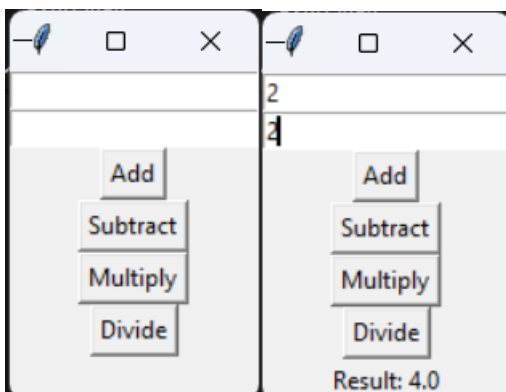 Add
Subtract
Multiply
Divide
2
2
Add
Subtract
Multiply
Divide
Result: 4.0